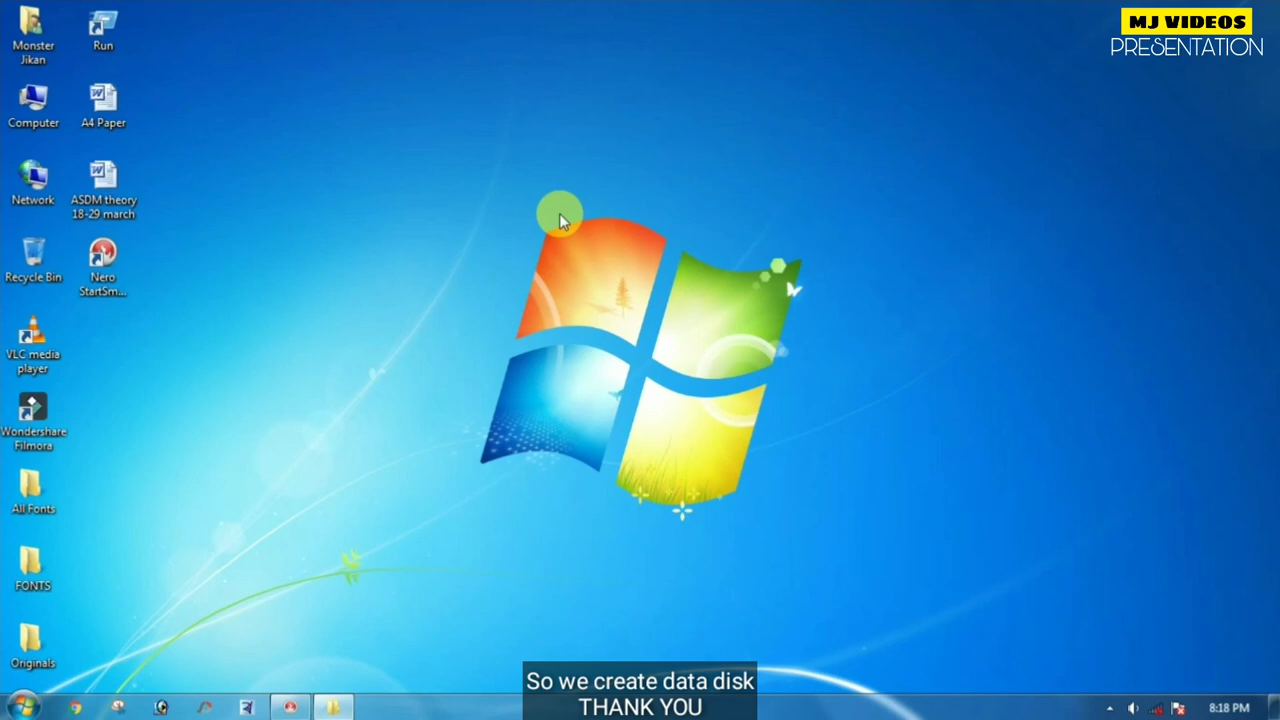 MJ VIDEOS
PRESENTATION
Monster
Jikan
Run
Computer
A4 Paper
Network
ASDM theory
18-29 march
Recycle Bin
Nero
StartSm...
VLC media
player
Wondershare
Filmora
All Fonts
FONTS
Originals
So we create data disk
THANK YOU
8:18 PM